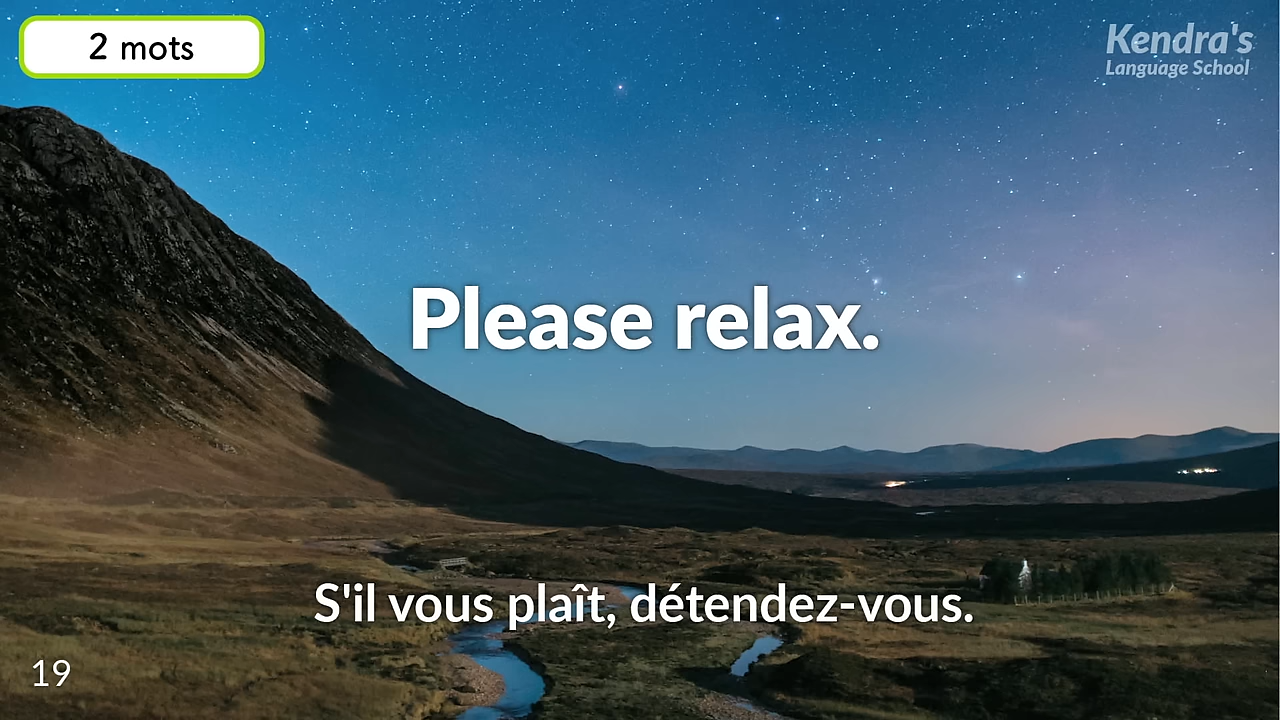 2 mots
Kendra's
Language School
Please relax.
S'il vous plaît, détendez-vous.
19